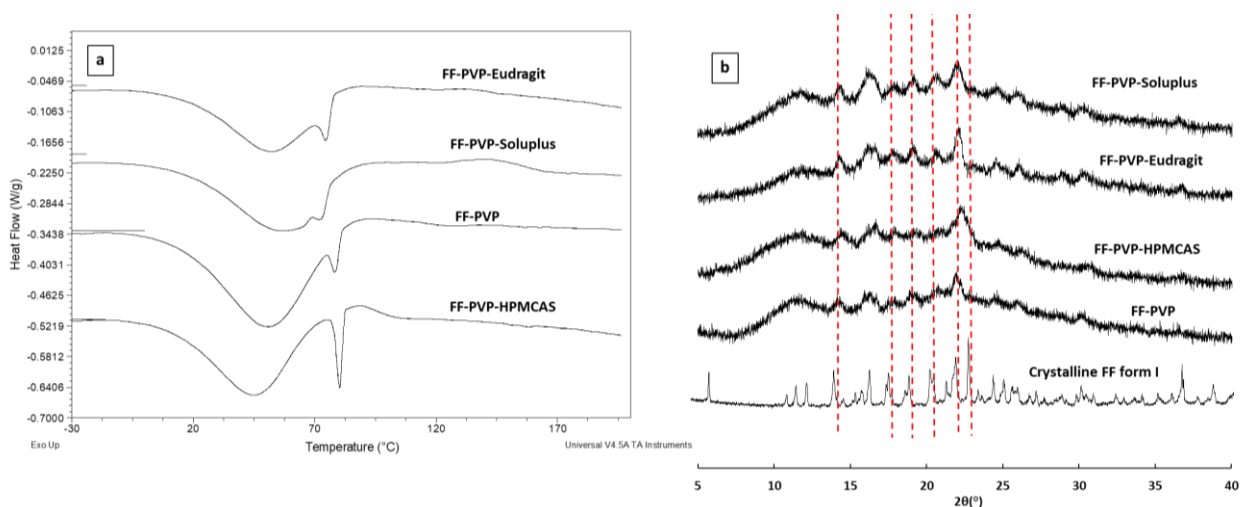 a
0.0125
-0.0469
-0.1063
-0.1656
-0.2250
-0.2844
-0.3438
-0.4031
-0.4625
-0.5219
-0.5812
-0.6406
-0.7000
Heat Flow (W/g)
FF-PVP-Eudragit
FF-PVP-Soluplus
FF-PVP
FF-PVP-HPMCAS
-30 20 70 120 170
Exo Up Temperature (°C) Universal V4.5A TA Instruments
b
FF-PVP-Soluplus
FF-PVP-Eudragit
FF-PVP-HPMCAS
FF-PVP
Crystalline FF form I
5 10 15 20 25 30 35 40
2θ(°)